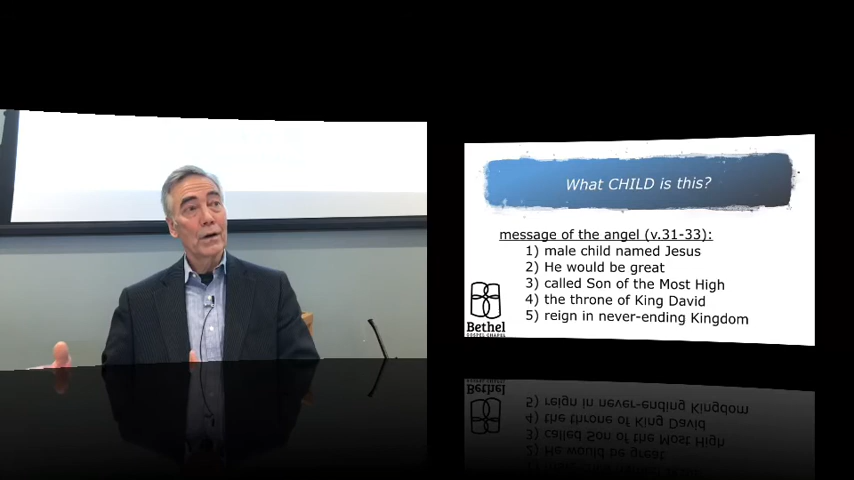 What CHILD is this?
message of the angel (v.31-33):
1) male child named Jesus
2) He would be great
3) called Son of the Most High
4) the throne of King David
5) reign in never-ending Kingdom
Bethel
GOSPEL CHAPEL